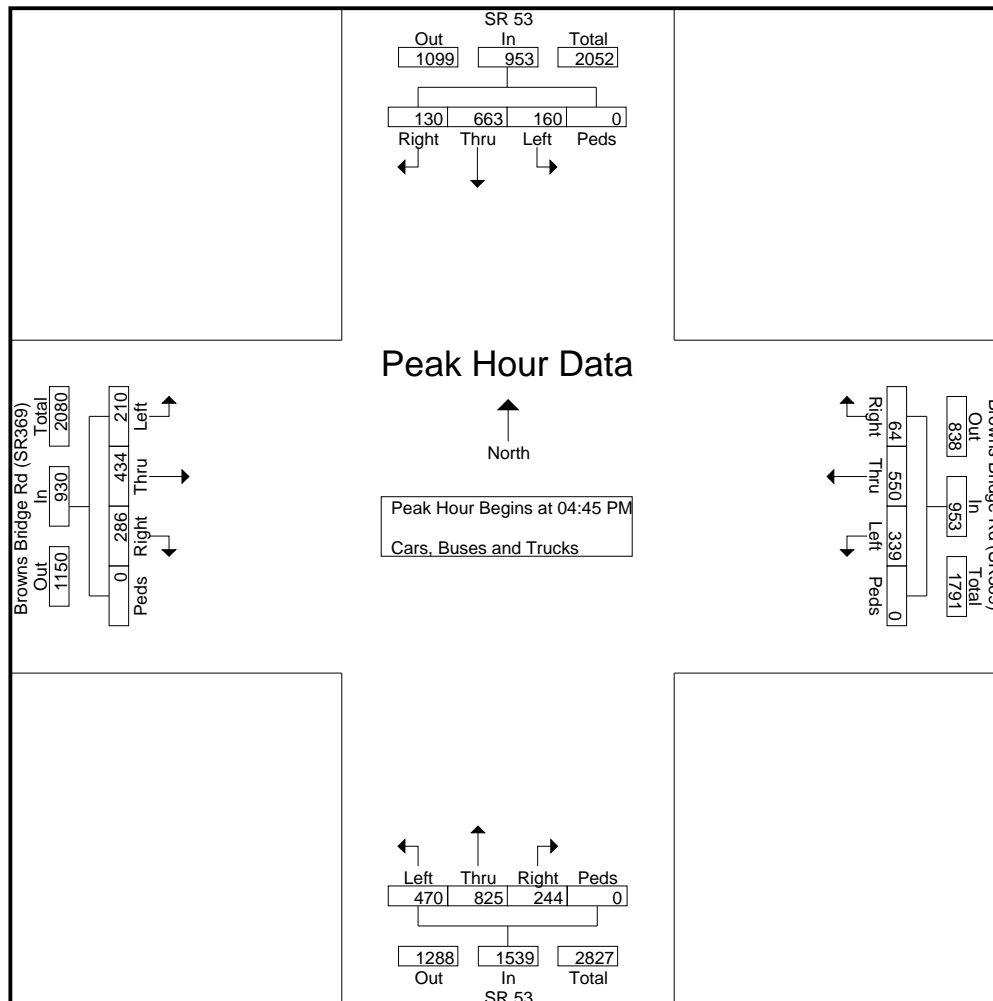 SR 53
Out In Total
1099 953 2052
130 663 160 0
Right Thru Left Peds
Peak Hour Data
North
Peak Hour Begins at 04:45 PM
Cars, Buses and Trucks
Browns Bridge Rd (SR369)
Out In Total
1150 930 2080
210 434 286 0
Left Thru Right Peds
Out In Total
838 953 1791
64 550 339 0
Right Thru Left Peds
Left Thru Right Peds
470 825 244 0
1288 1539 2827
Out In Total
SR 53